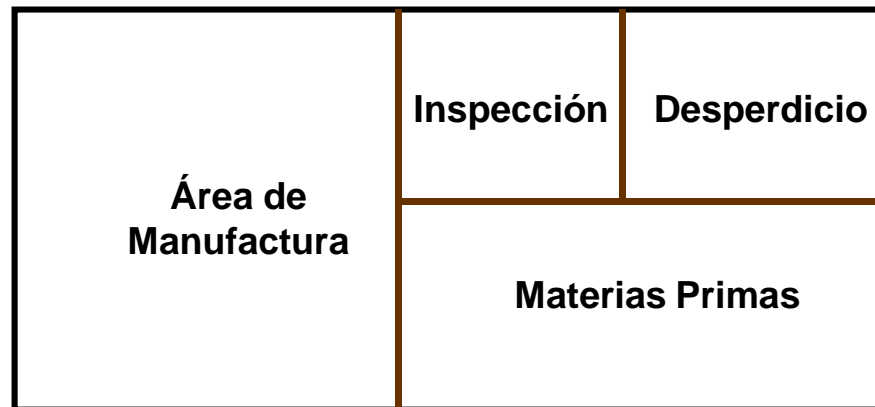 Inspección
Desperdicio
Área de
Manufactura
Materias Primas